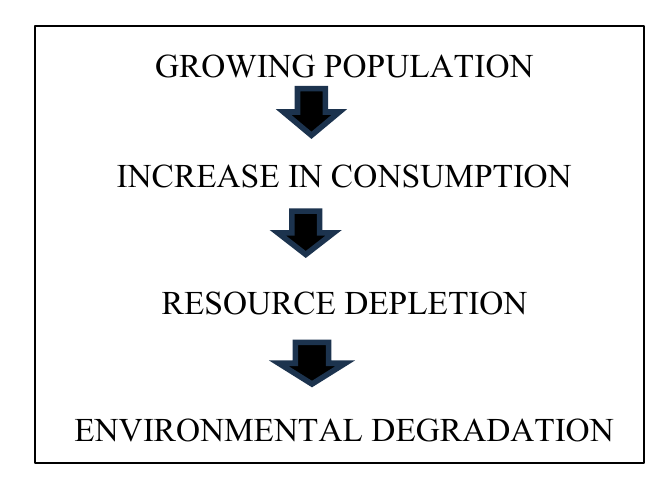 GROWING POPULATION
INCREASE IN CONSUMPTION
RESOURCE DEPLETION
ENVIRONMENTAL DEGRADATION